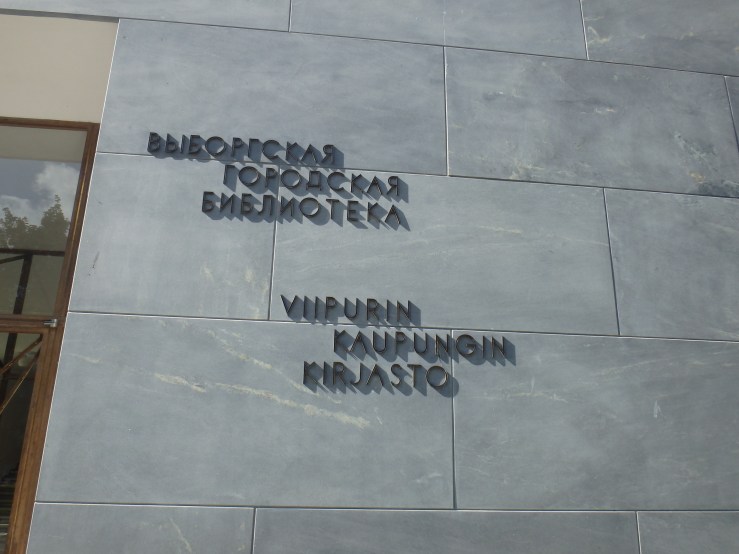 ВЫБОРГСКАЯ
ГОРОДСКАЯ
БИБЛИОТЕКА
VIIPURIN
KAUPUNGIN
KIRJASTO